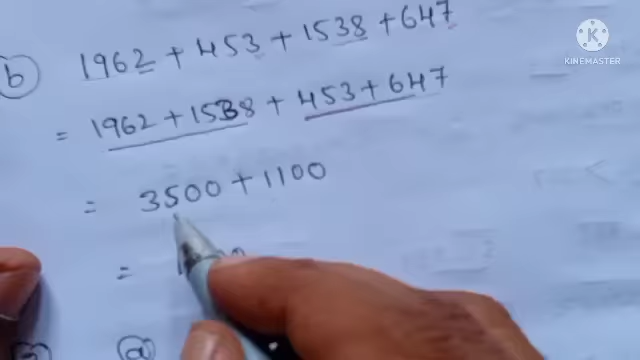 KINEMASTER
b 1962 + 453 + 1538 + 647
= 1962 + 1538 + 453 + 647
= 3500 + 1100
=
a